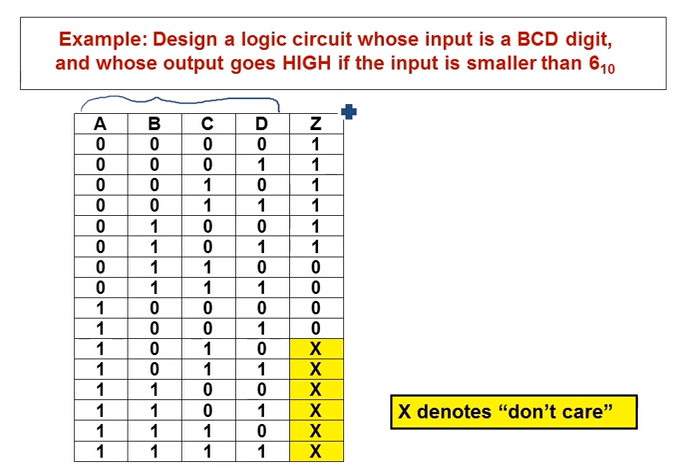 Example: Design a logic circuit whose input is a BCD digit,
and whose output goes HIGH if the input is smaller than 6₁₀
A B C D Z
0 0 0 0 1
0 0 0 1 1
0 0 1 0 1
0 0 1 1 1
0 1 0 0 1
0 1 0 1 1
0 1 1 0 0
0 1 1 1 0
1 0 0 0 0
1 0 0 1 0
1 0 1 0 X
1 0 1 1 X
1 1 0 0 X
1 1 0 1 X
1 1 1 0 X
1 1 1 1 X
X denotes “don’t care”